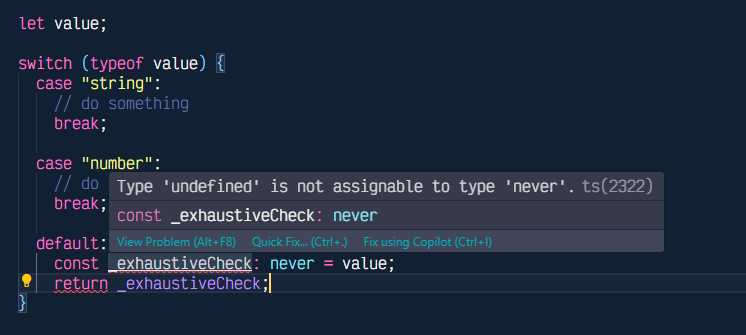 let value;
switch (typeof value) {
case "string":
// do something
break;
case "number":
// do
Type 'undefined' is not assignable to type 'never'. ts(2322)
break;
const _exhaustiveCheck: never
default:
View Problem (Alt+F8) Quick Fix... (Ctrl+.) Fix using Copilot (Ctrl+I)
const _exhaustiveCheck: never = value;
return _exhaustiveCheck;
}